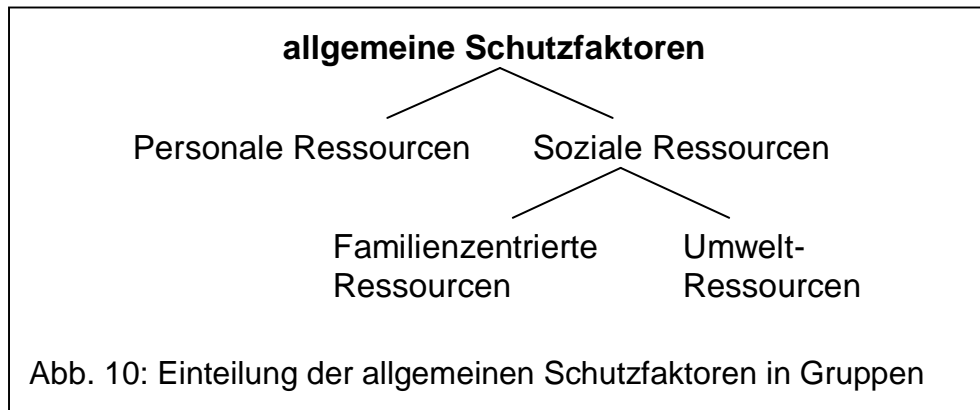 allgemeine Schutzfaktoren
Personale Ressourcen Soziale Ressourcen
Familienzentrierte Umwelt-
Ressourcen Ressourcen
Abb. 10: Einteilung der allgemeinen Schutzfaktoren in Gruppen